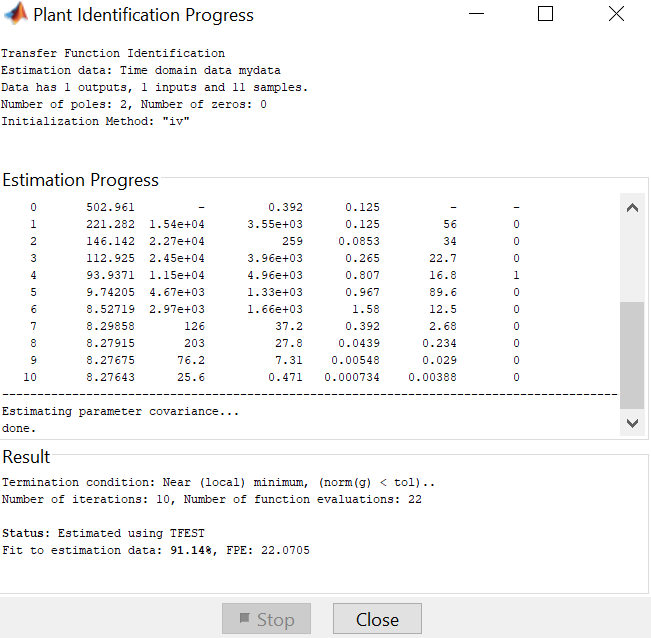 Plant Identification Progress
Transfer Function Identification
Estimation data: Time domain data mydata
Data has 1 outputs, 1 inputs and 11 samples.
Number of poles: 2, Number of zeros: 0
Initialization Method: "iv"
Estimation Progress
0 502.961 - 0.392 0.125 - -
1 221.282 1.54e+04 3.55e+03 0.125 56 0
2 146.142 2.27e+04 259 0.0853 34 0
3 112.925 2.45e+04 3.96e+03 0.265 22.7 0
4 93.9371 1.15e+04 4.96e+03 0.807 16.8 1
5 9.74205 4.67e+03 1.33e+03 0.967 89.6 0
6 8.52719 2.97e+03 1.66e+03 1.58 12.5 0
7 8.29858 126 37.2 0.392 2.68 0
8 8.27915 203 27.8 0.0439 0.234 0
9 8.27675 76.2 7.31 0.00548 0.029 0
10 8.27643 25.6 0.471 0.000734 0.00388 0
------------------------------------------------------------------------------------------
Estimating parameter covariance...
done.
Result
Termination condition: Near (local) minimum, (norm(g) < tol)..
Number of iterations: 10, Number of function evaluations: 22
Status: Estimated using TFEST
Fit to estimation data: 91.14%, FPE: 22.0705
Stop Close